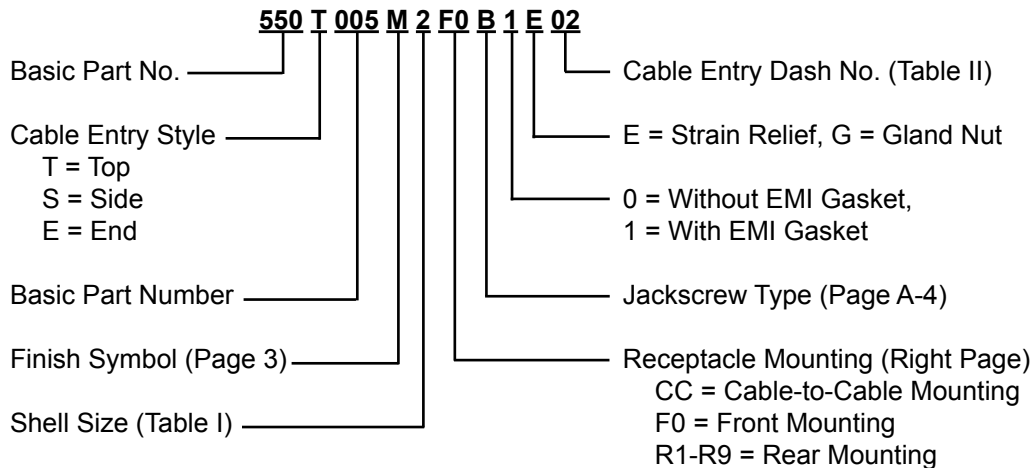 550 T 005 M 2 F0 B 1 E 02
Basic Part No.
Cable Entry Style
T = Top
S = Side
E = End
Basic Part Number
Finish Symbol (Page 3)
Shell Size (Table I)
Cable Entry Dash No. (Table II)
E = Strain Relief, G = Gland Nut
0 = Without EMI Gasket,
1 = With EMI Gasket
Jackscrew Type (Page A-4)
Receptacle Mounting (Right Page)
CC = Cable-to-Cable Mounting
F0 = Front Mounting
R1-R9 = Rear Mounting